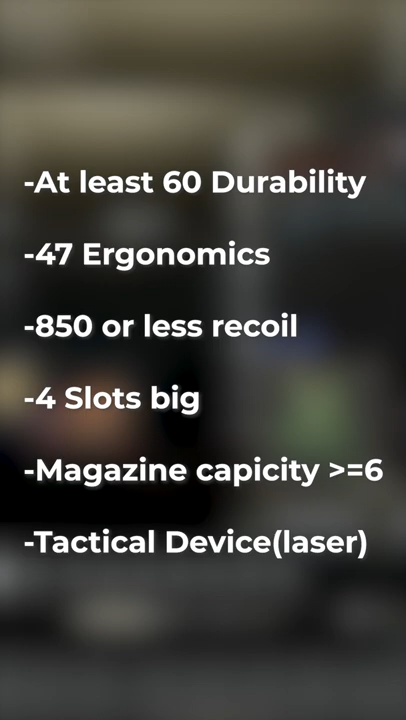 -At least 60 Durability
-47 Ergonomics
-850 or less recoil
-4 Slots big
-Magazine capicity >=6
-Tactical Device(laser)